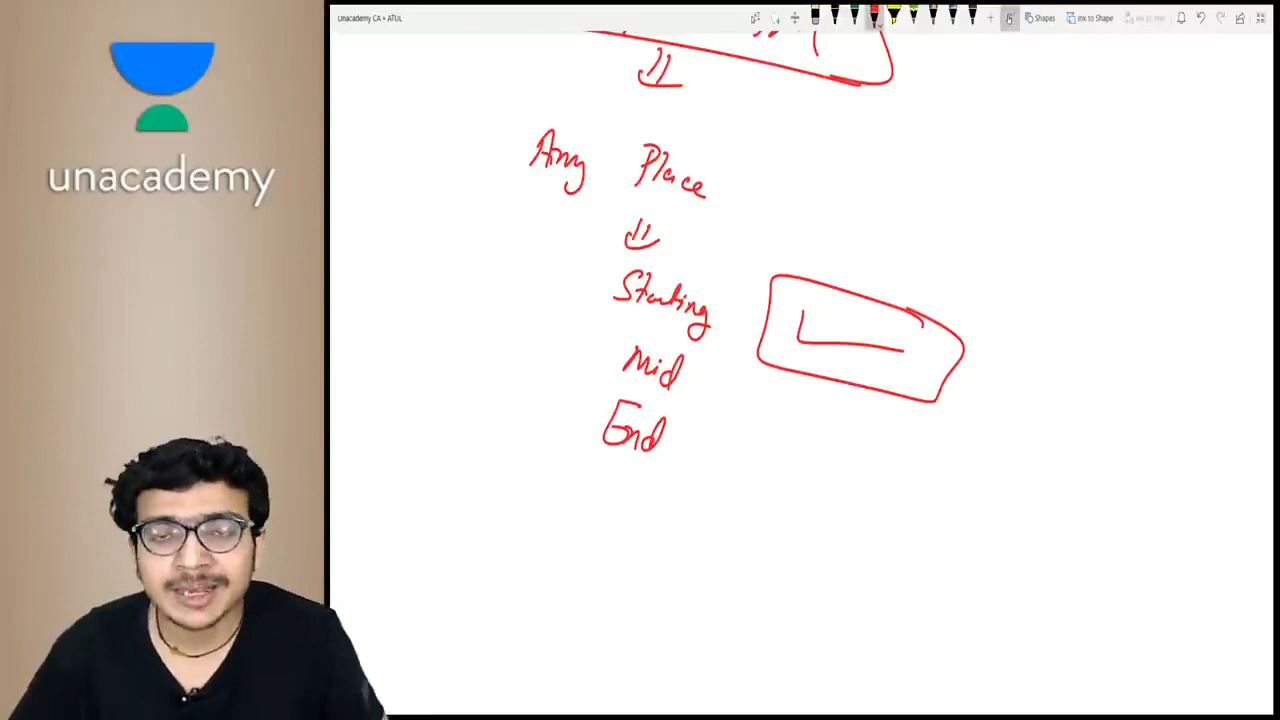 Unacademy CA - ATUL
Shapes
Ink to Shape
unacademy
Any Place
Starting
Mid
End